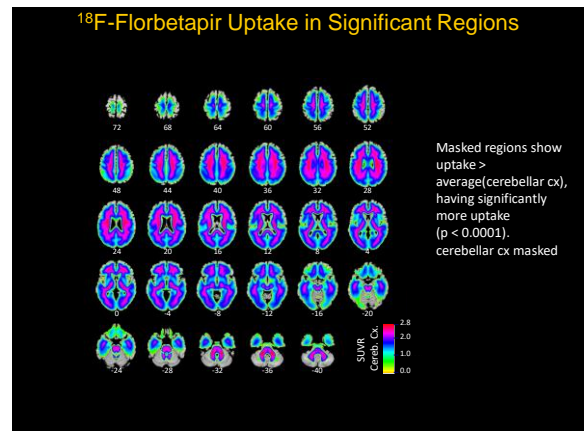 18F-Florbetapir Uptake in Significant Regions
72 68 64 60 56 52
48 44 40 36 32 28
24 20 16 12 8 4
0 -4 -8 -12 -16 -20
-24 -28 -32 -36 -40
Masked regions show
uptake >
average(cerebellar cx),
having significantly
more uptake
(p < 0.0001).
cerebellar cx masked
SUVR
Cereb. Cx.
2.8
2.0
1.0
0.0